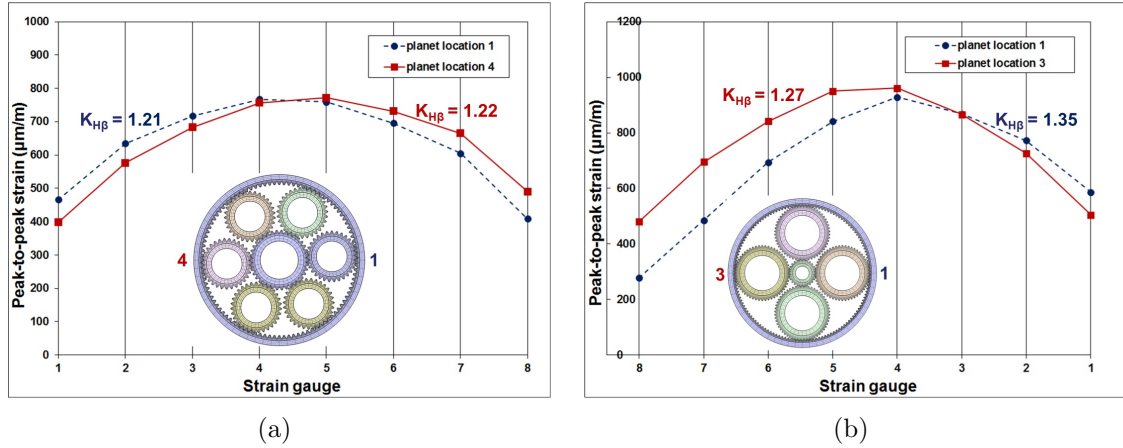 1000
900
800
700
600
500
400
300
200
100
0
Peak-to-peak strain (µm/m)
planet location 1
planet location 4
KHβ = 1.21
KHβ = 1.22
4
1
1 2 3 4 5 6 7 8
Strain gauge
(a)
1200
1000
800
600
400
200
0
Peak-to-peak strain (µm/m)
planet location 1
planet location 3
KHβ = 1.27
KHβ = 1.35
3
1
8 7 6 5 4 3 2 1
Strain gauge
(b)